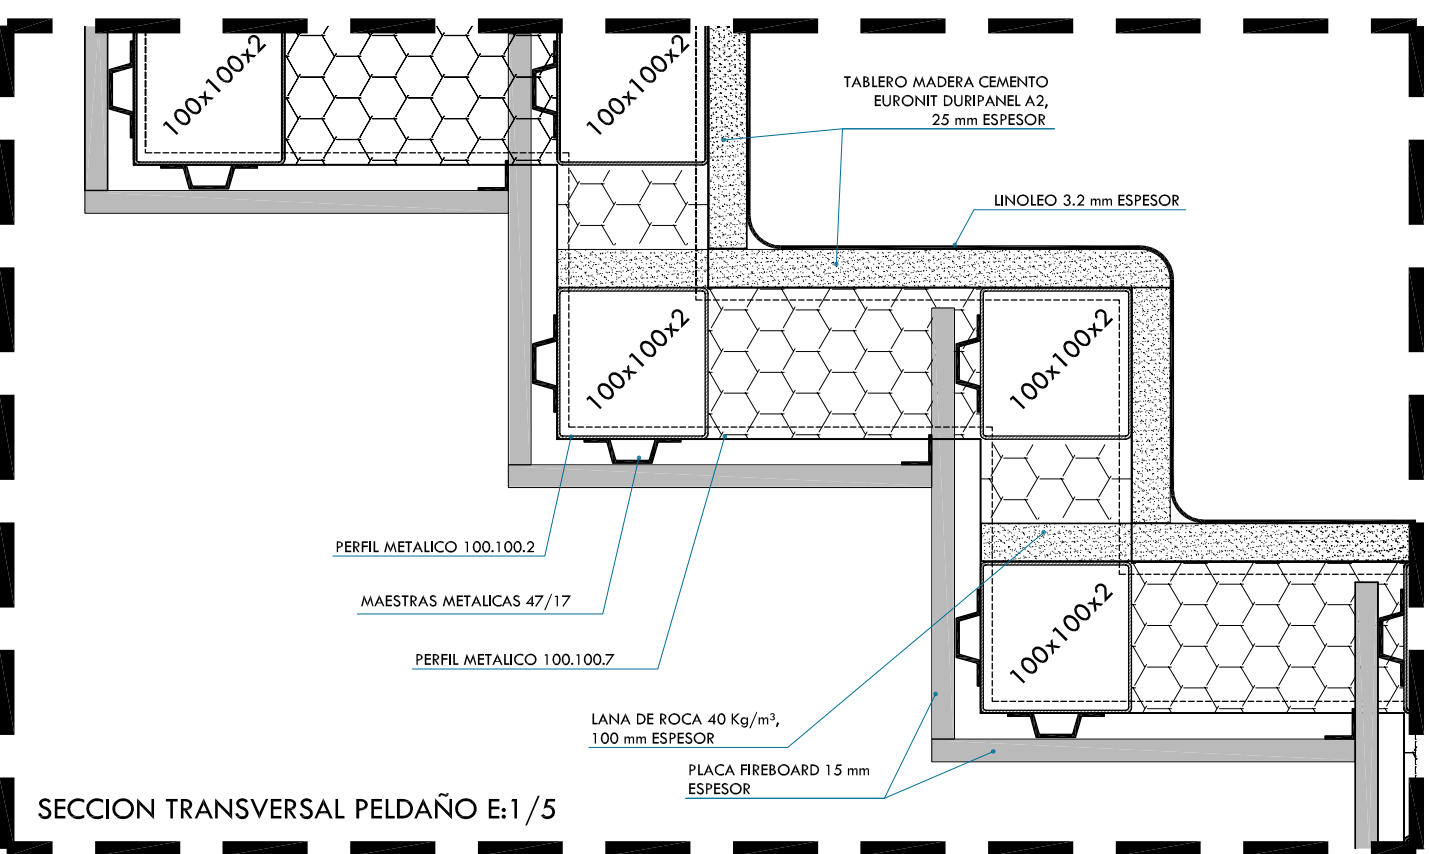 100x100x2
100x100x2
TABLERO MADERA CEMENTO
EURONIT DURIPANEL A2,
25 mm ESPESOR
LINOLEO 3.2 mm ESPESOR
100x100x2
100x100x2
PERFIL METALICO 100.100.2
MAESTRAS METALICAS 47/17
PERFIL METALICO 100.100.7
100x100x2
LANA DE ROCA 40 Kg/m³,
100 mm ESPESOR
PLACA FIREBOARD 15 mm
ESPESOR
SECCION TRANSVERSAL PELDAÑO E:1/5